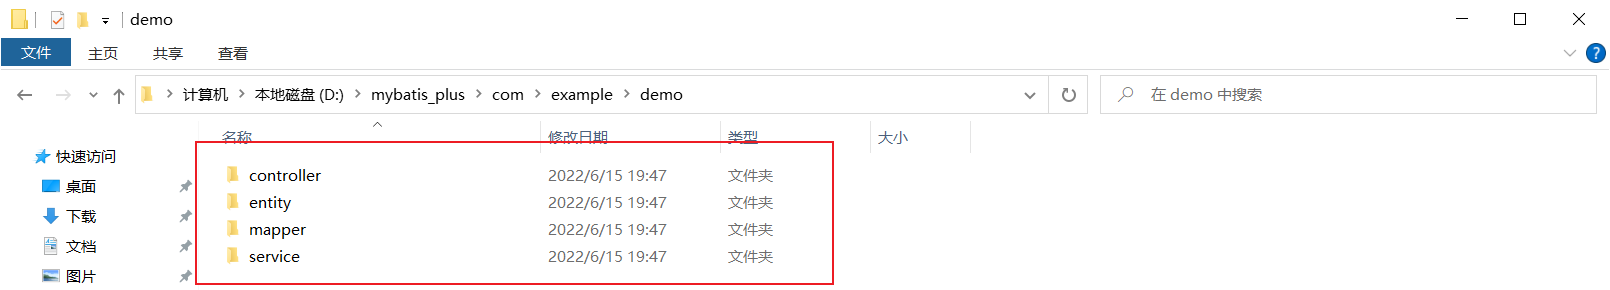 demo
文件 主页 共享 查看
计算机 本地磁盘 (D:) mybatis_plus com example demo 在 demo 中搜索
名称 修改日期 类型 大小
快速访问
controller 2022/6/15 19:47 文件夹
桌面
entity 2022/6/15 19:47 文件夹
下载
mapper 2022/6/15 19:47 文件夹
文档
service 2022/6/15 19:47 文件夹
图片